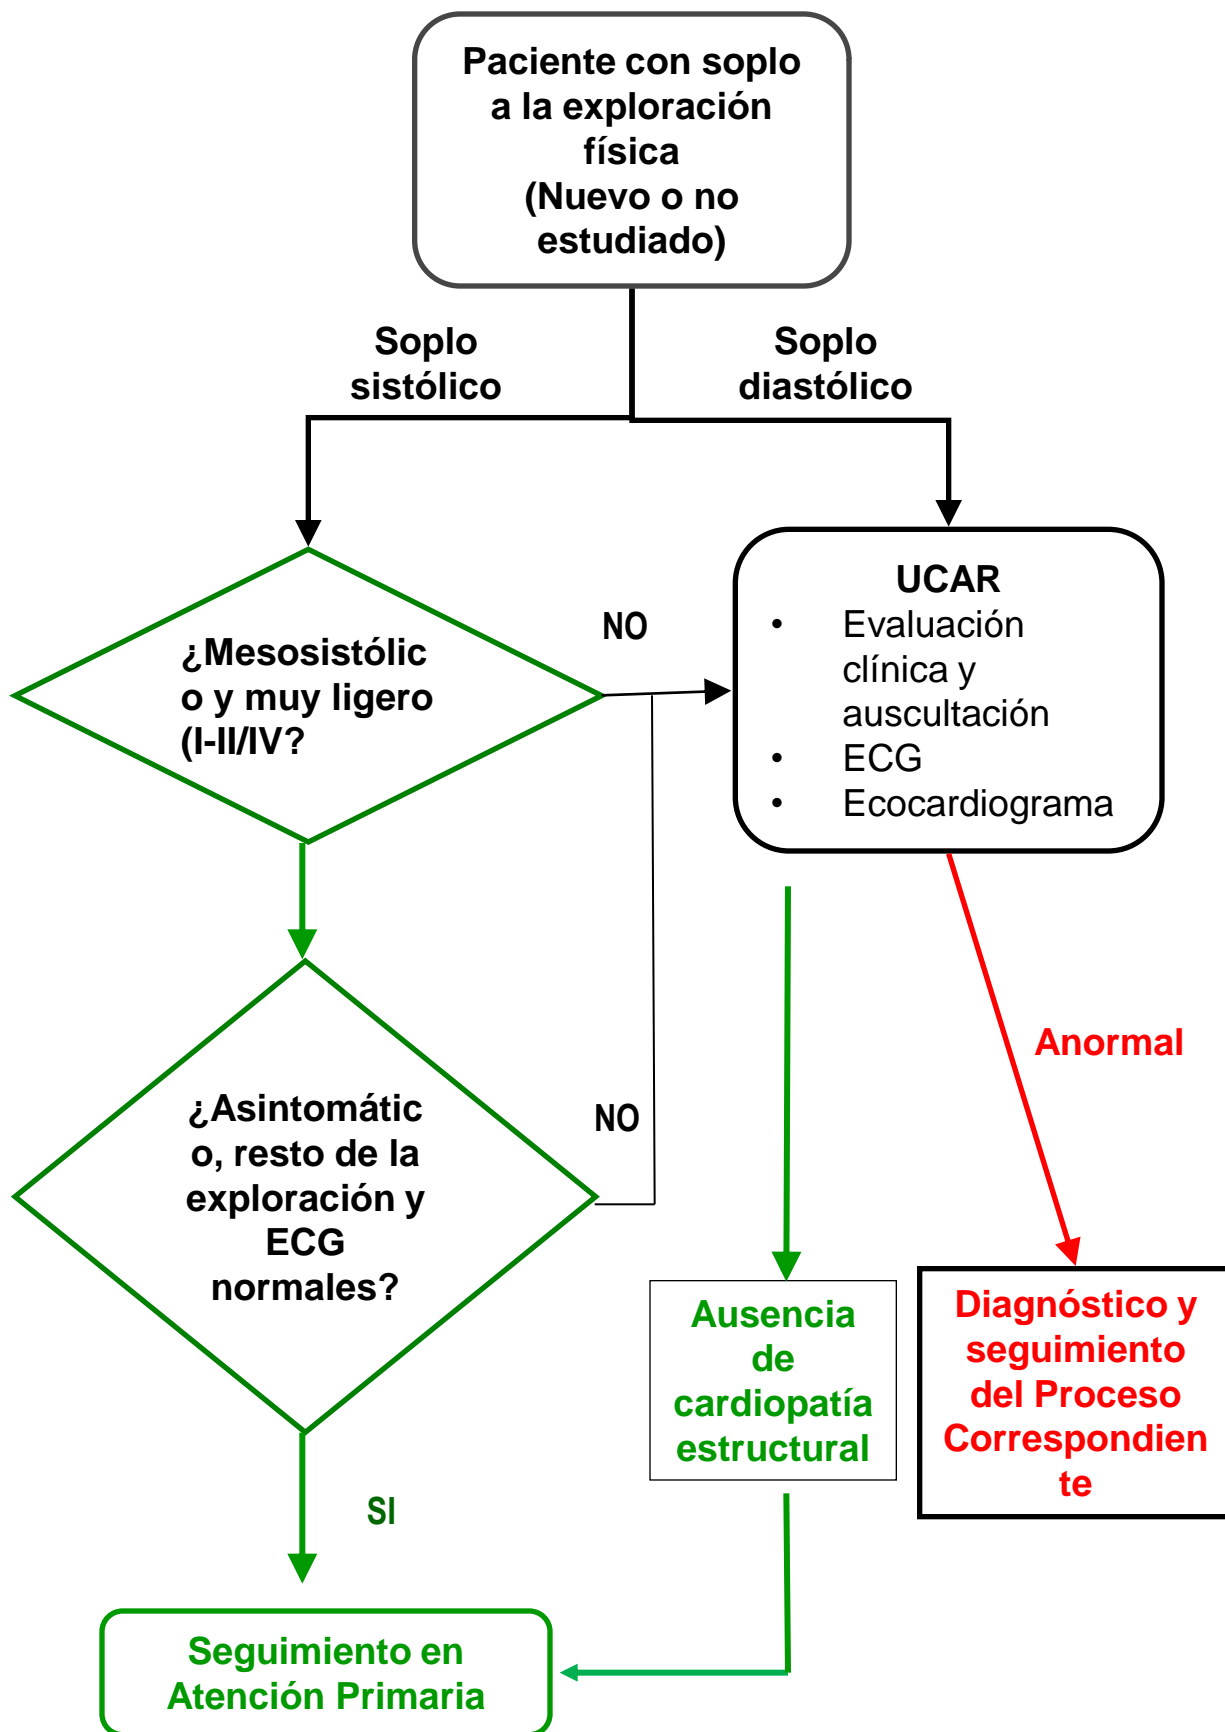 Paciente con soplo
a la exploración
física
(Nuevo o no
estudiado)
Soplo
sistólico
Soplo
diastólico
¿Mesosistólic
o y muy ligero
(I-II/IV?
NO
UCAR
• Evaluación
clínica y
auscultación
• ECG
• Ecocardiograma
¿Asintomátic
o, resto de la
exploración y
ECG
normales?
NO
Anormal
Ausencia
de
cardiopatía
estructural
Diagnóstico y
seguimiento
del Proceso
Correspondien
te
SI
Seguimiento en
Atención Primaria